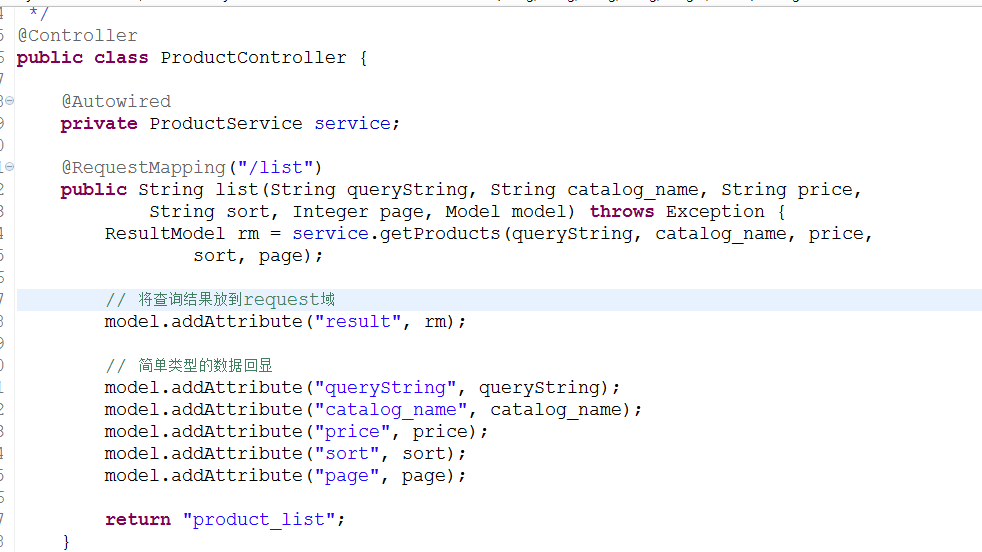 */
@Controller
public class ProductController {
@Autowired
private ProductService service;
@RequestMapping("/list")
public String list(String queryString, String catalog_name, String price,
String sort, Integer page, Model model) throws Exception {
ResultModel rm = service.getProducts(queryString, catalog_name, price,
sort, page);
// 将查询结果放到request域
model.addAttribute("result", rm);
// 简单类型的数据回显
model.addAttribute("queryString", queryString);
model.addAttribute("catalog_name", catalog_name);
model.addAttribute("price", price);
model.addAttribute("sort", sort);
model.addAttribute("page", page);
return "product_list";
}